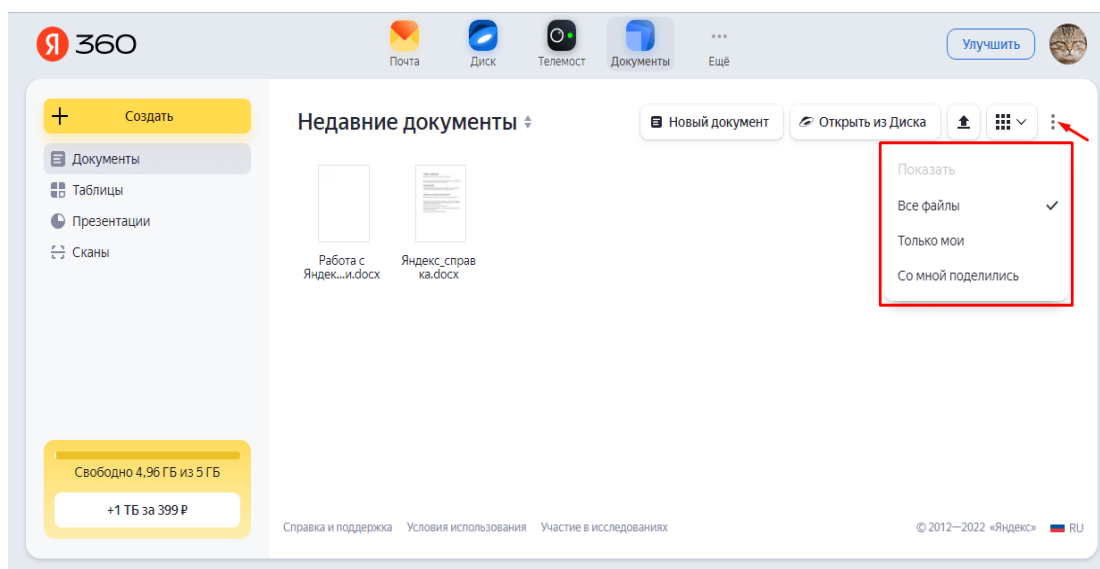 Я 360
Почта
Диск
Телемост
Документы
Ещё
Улучшить
Создать
Документы
Таблицы
Презентации
Сканы
Свободно 4,96 ГБ из 5 ГБ
+1 ТБ за 399 ₽
Недавние документы
Новый документ
Открыть из Диска
Показать
Все файлы
Только мои
Со мной поделились
Работа с
Яндек...и.docx
Яндекс_справ
ка.docx
Справка и поддержка
Условия использования
Участие в исследованиях
© 2012—2022 «Яндекс»
RU